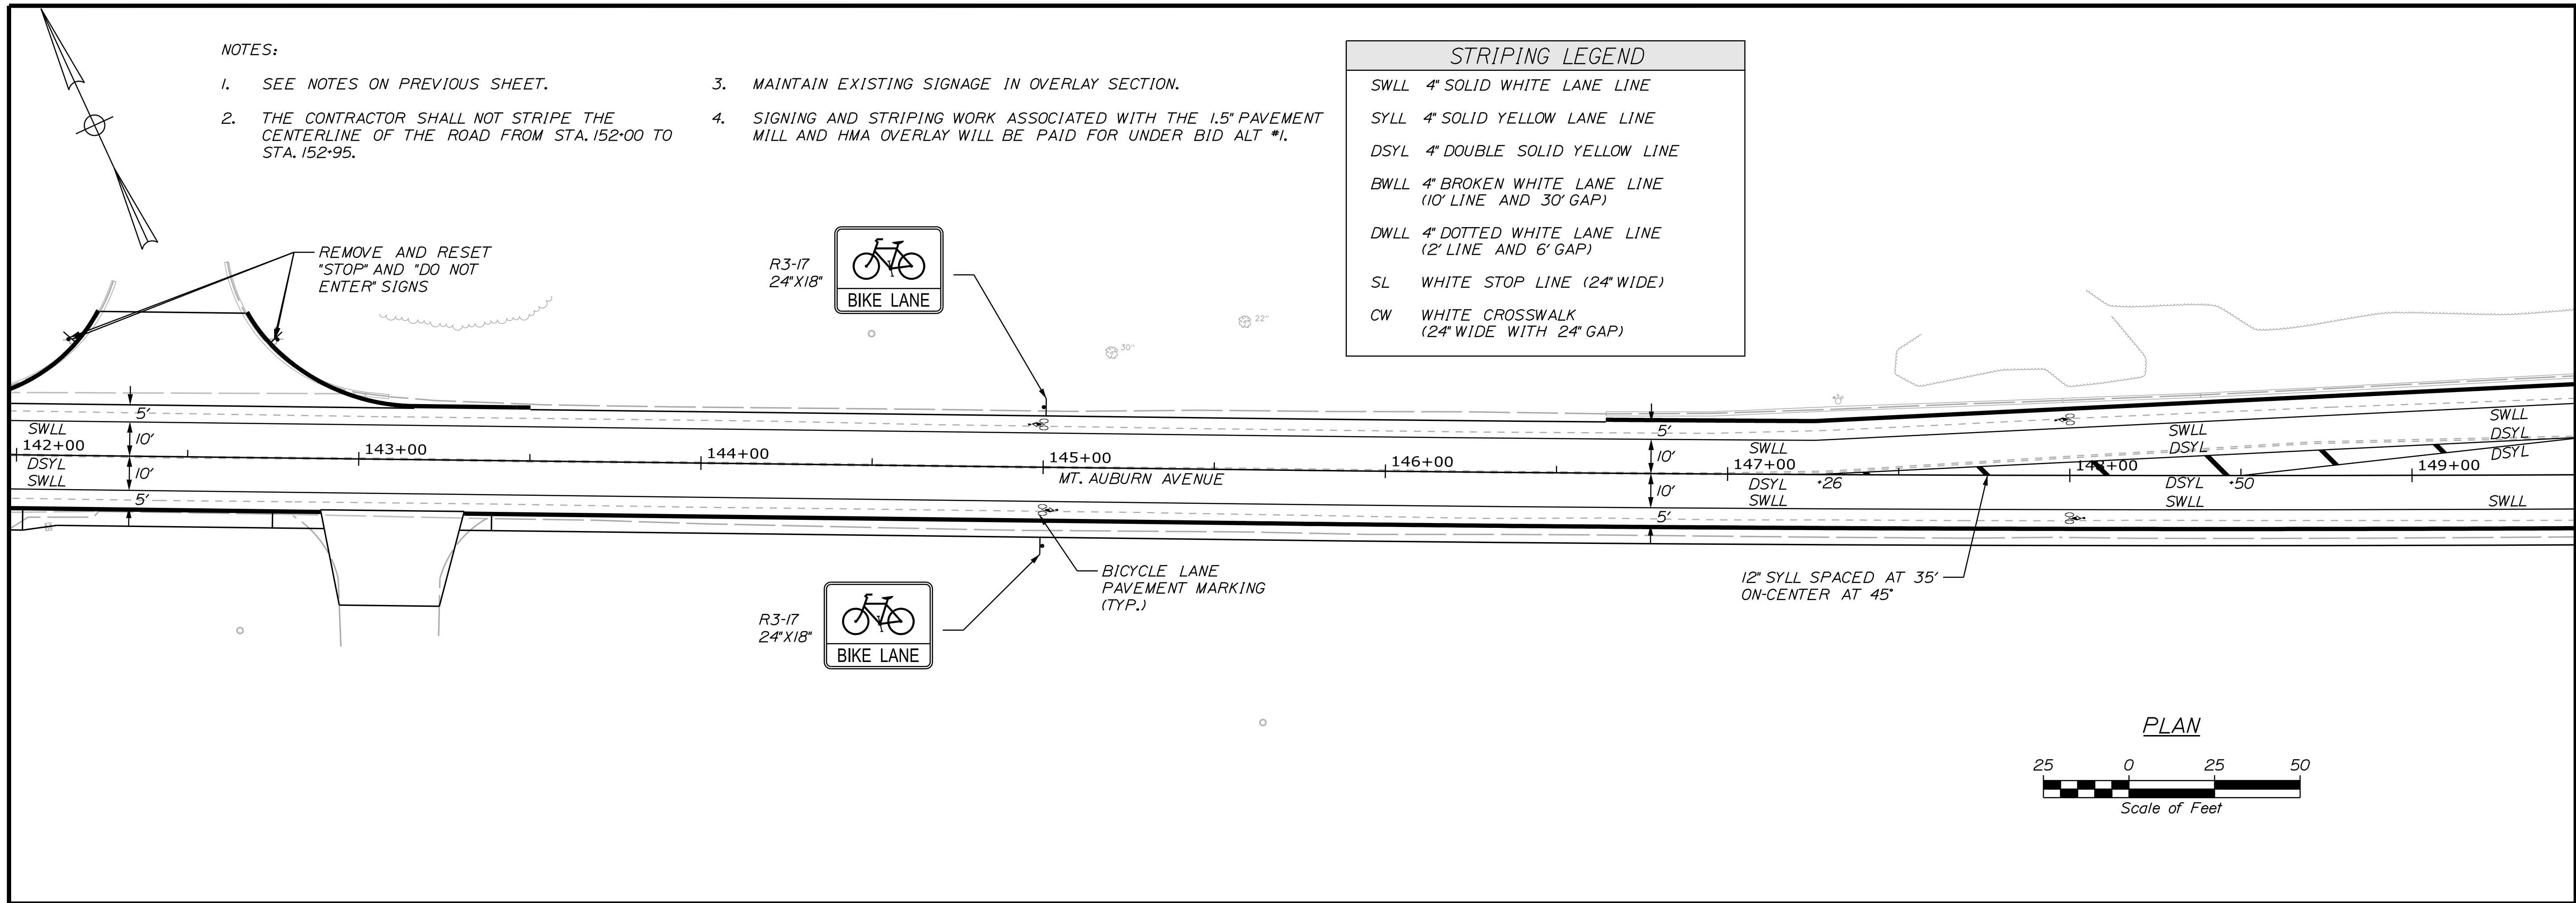 NOTES:
1. SEE NOTES ON PREVIOUS SHEET.
2. THE CONTRACTOR SHALL NOT STRIPE THE
CENTERLINE OF THE ROAD FROM STA. 152+00 TO
STA. 152+95.
3. MAINTAIN EXISTING SIGNAGE IN OVERLAY SECTION.
4. SIGNING AND STRIPING WORK ASSOCIATED WITH THE 1.5" PAVEMENT
MILL AND HMA OVERLAY WILL BE PAID FOR UNDER BID ALT #1.
STRIPING LEGEND
SWLL 4" SOLID WHITE LANE LINE
SYLL 4" SOLID YELLOW LANE LINE
DSYL 4" DOUBLE SOLID YELLOW LINE
BWLL 4" BROKEN WHITE LANE LINE
(10' LINE AND 30' GAP)
DWLL 4" DOTTED WHITE LANE LINE
(2' LINE AND 6' GAP)
SL WHITE STOP LINE (24" WIDE)
CW WHITE CROSSWALK
(24" WIDE WITH 24" GAP)
REMOVE AND RESET
"STOP" AND "DO NOT
ENTER" SIGNS
R3-17
24"X18"
BIKE LANE
30"
22"
5'
SWLL
10'
142+00
143+00
144+00
145+00
146+00
147+00
148+00
149+00
DSYL
10'
SWLL
5'
MT. AUBURN AVENUE
5'
10'
SWLL
10'
DSYL
+26
SWLL
5'
SWLL
DSYL
DSYL
+50
SWLL
SWLL
DSYL
DSYL
SWLL
BICYCLE LANE
PAVEMENT MARKING
(TYP.)
R3-17
24"X18"
BIKE LANE
12" SYLL SPACED AT 35'
ON-CENTER AT 45°
PLAN
25 0 25 50
Scale of Feet